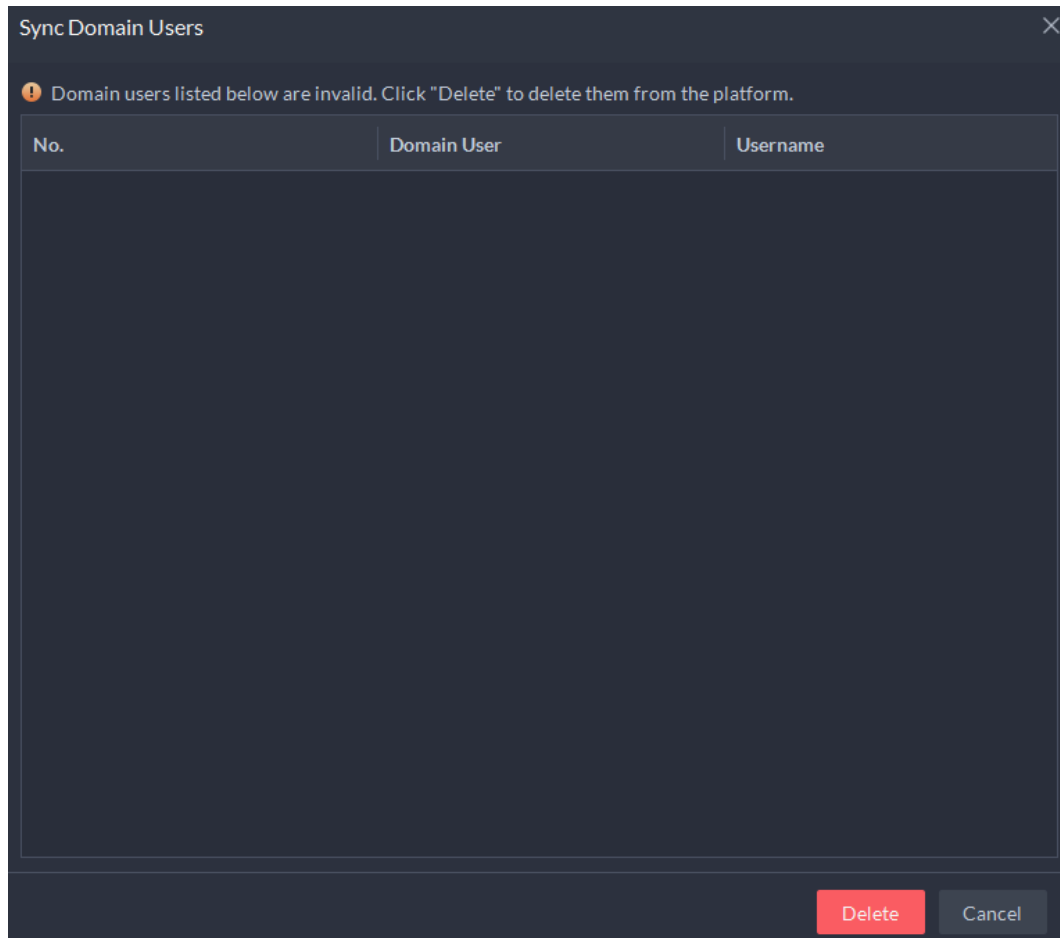 Sync Domain Users
Domain users listed below are invalid. Click "Delete" to delete them from the platform.
No. Domain User Username
Delete Cancel